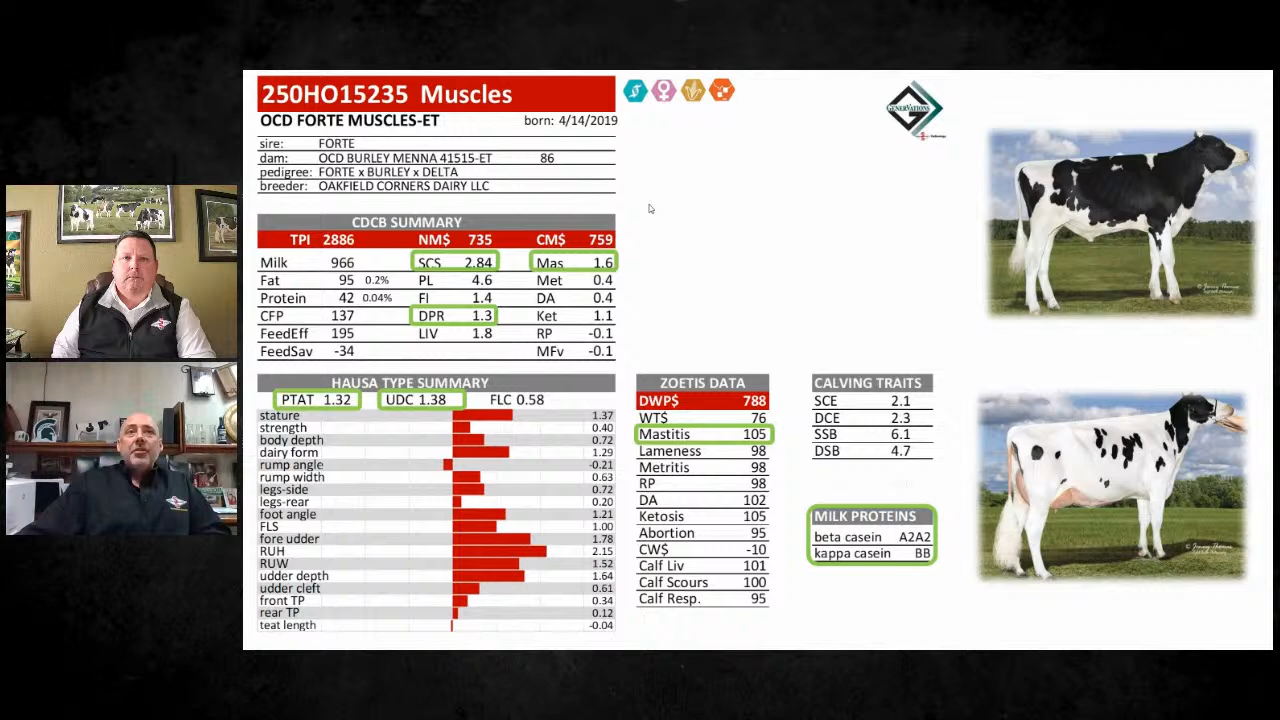 250HO15235 Muscles
OCD FORTE MUSCLES-ET born: 4/14/2019
sire: FORTE
dam: OCD BURLEY MENNA 41515-ET 86
pedigree: FORTE x BURLEY x DELTA
breeder: OAKFIELD CORNERS DAIRY LLC
CDCB SUMMARY
TPI 2886 NM$ 735 CM$ 759
Milk 966 SCS 2.84 Mas 1.6
Fat 95 0.2% PL 4.6 Met 0.4
Protein 42 0.04% FI 1.4 DA 0.4
CFP 137 DPR 1.3 Ket 1.1
FeedEff 195 LIV 1.8 RP -0.1
FeedSav -34 MFv -0.1
HAUSA TYPE SUMMARY
PTAT 1.32 UDC 1.38 FLC 0.58
stature 1.37
strength 0.40
body depth 0.72
dairy form 1.29
rump angle -0.21
rump width 0.63
legs-side 0.72
legs-rear 0.20
foot angle 1.21
FLS 1.00
fore udder 1.78
RUH 2.15
RUW 1.52
udder depth 1.64
udder cleft 0.61
front TP 0.34
rear TP 0.12
teat length -0.04
ZOETIS DATA
DWP$ 788
WT$ 76
Mastitis 105
Lameness 98
Metritis 98
RP 98
DA 102
Ketosis 105
Abortion 95
CW$ -10
Calf Liv 101
Calf Scours 100
Calf Resp. 95
CALVING TRAITS
SCE 2.1
DCE 2.3
SSB 6.1
DSB 4.7
MILK PROTEINS
beta casein A2A2
kappa casein BB
GENERVATIONS